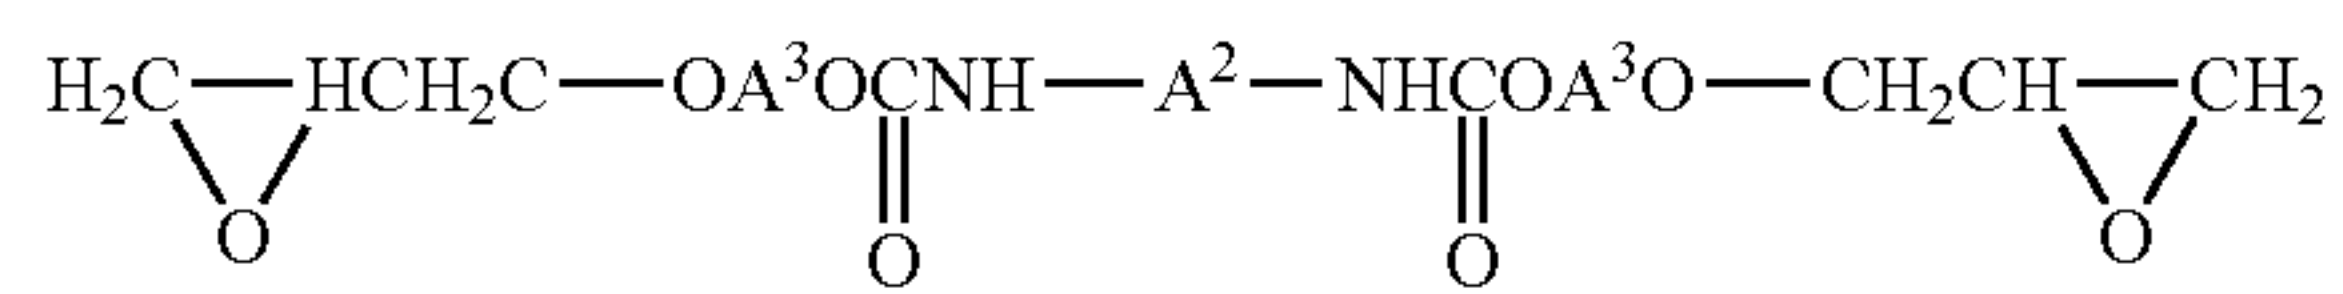 H₂C—HCH₂C—OA³OCNH—A²—NHCOA³O—CH₂CH—CH₂
O O O O